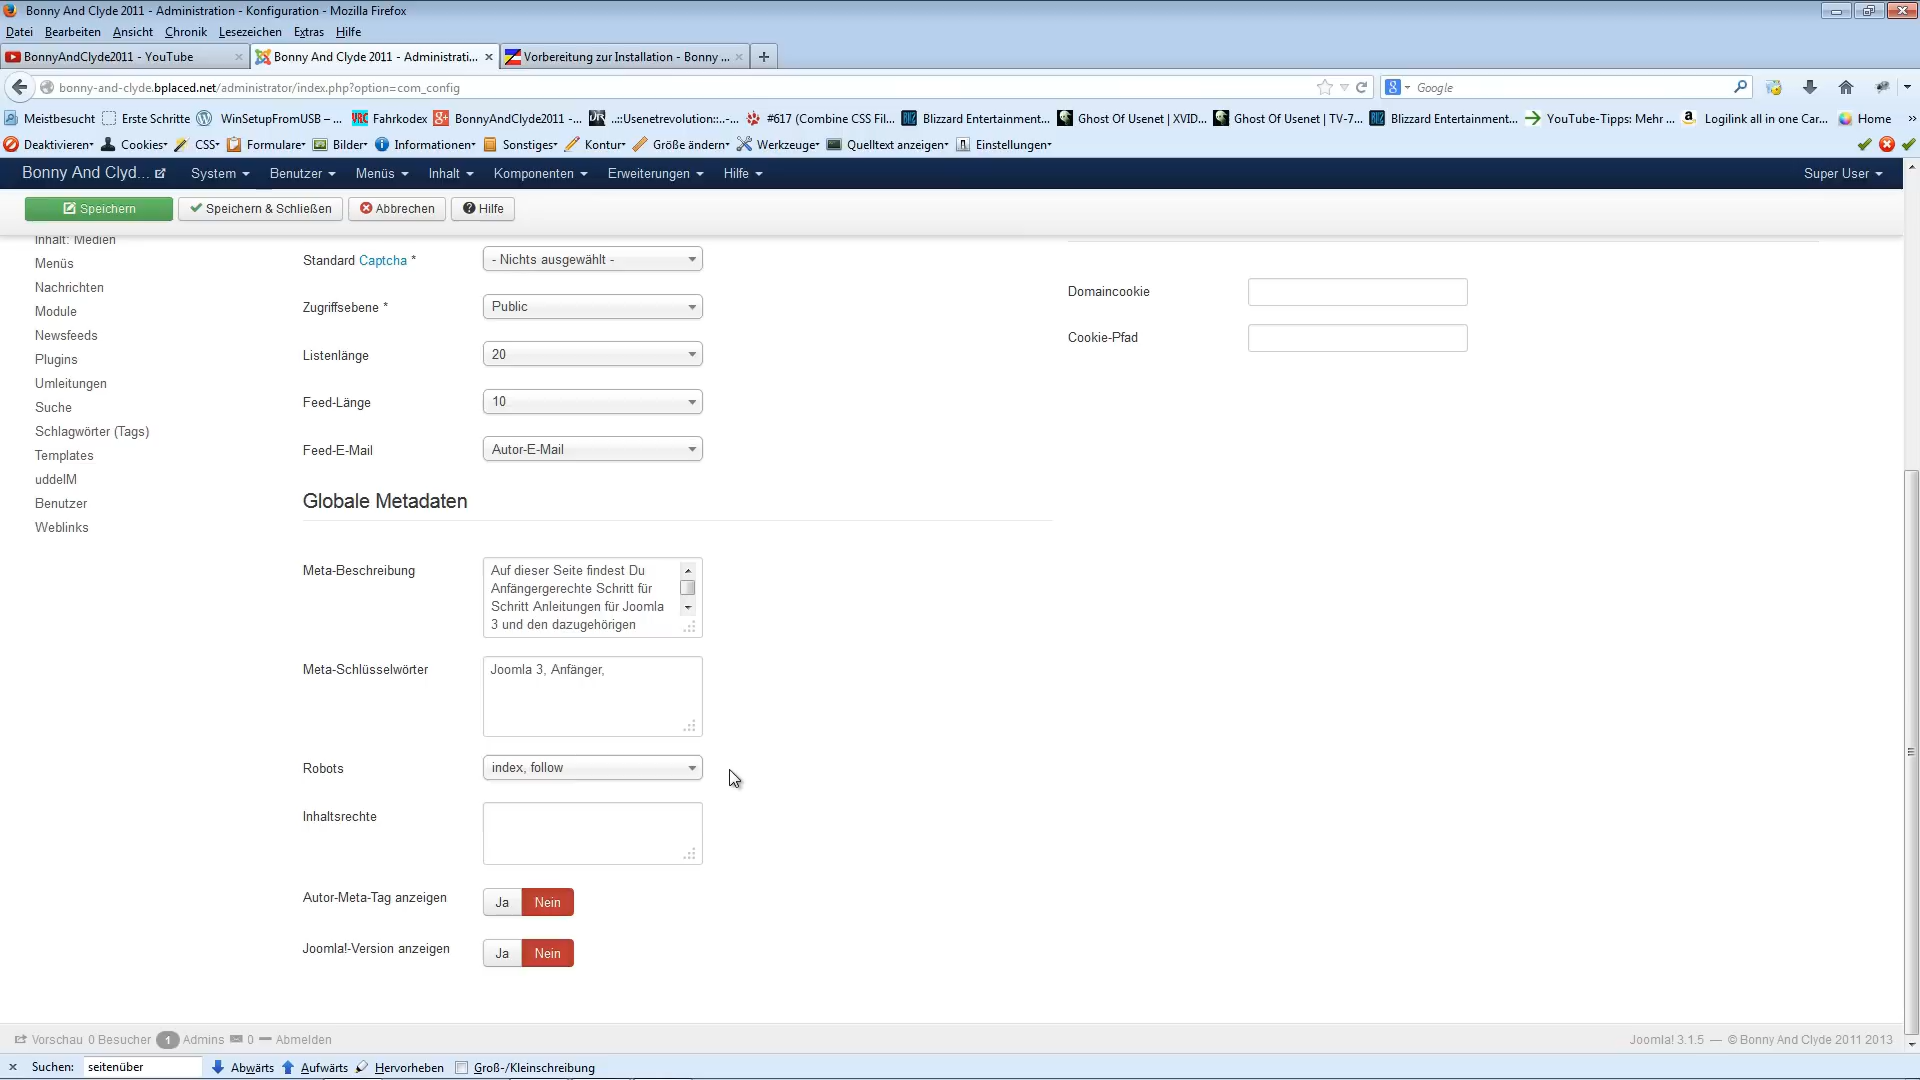 Bonny And Clyde 2011 - Administration - Konfiguration - Mozilla Firefox
Datei Bearbeiten Ansicht Chronik Lesezeichen Extras Hilfe
BonnyAndClyde2011 - YouTube
Bonny And Clyde 2011 - Administrati...
Vorbereitung zur Installation - Bonny ...
bonny-and-clyde.bplaced.net/administrator/index.php?option=com_config
Google
Meistbesucht Erste Schritte WinSetupFromUSB – ... Fahrkodex BonnyAndClyde2011 -... ..::Usenetrevolution::..-... #617 (Combine CSS Fil... Blizzard Entertainment... Ghost Of Usenet | XVID... Ghost Of Usenet | TV-7... Blizzard Entertainment... YouTube-Tipps: Mehr ... Logilink all in one Car... Home »
Deaktivieren Cookies CSS Formulare Bilder Informationen Sonstiges Kontur Größe ändern Werkzeuge Quelltext anzeigen Einstellungen
Bonny And Clyd... System Benutzer Menüs Inhalt Komponenten Erweiterungen Hilfe Super User
Speichern Speichern & Schließen Abbrechen Hilfe
Inhalt: Medien
Menüs
Nachrichten
Module
Newsfeeds
Plugins
Umleitungen
Suche
Schlagwörter (Tags)
Templates
uddeIM
Benutzer
Weblinks
Standard Captcha * - Nichts ausgewählt -
Zugriffsebene * Public
Listenlänge 20
Feed-Länge 10
Feed-E-Mail Autor-E-Mail
Globale Metadaten
Meta-Beschreibung
Auf dieser Seite findest Du
Anfängergerechte Schritt für
Schritt Anleitungen für Joomla
3 und den dazugehörigen
Meta-Schlüsselwörter Joomla 3, Anfänger,
Robots index, follow
Inhaltsrechte
Autor-Meta-Tag anzeigen Ja Nein
Joomla!-Version anzeigen Ja Nein
Domaincookie
Cookie-Pfad
Vorschau 0 Besucher 1 Admins 0 Abmelden
Joomla! 3.1.5 — © Bonny And Clyde 2011 2013
Suchen: seitenüber Abwärts Aufwärts Hervorheben Groß-/Kleinschreibung